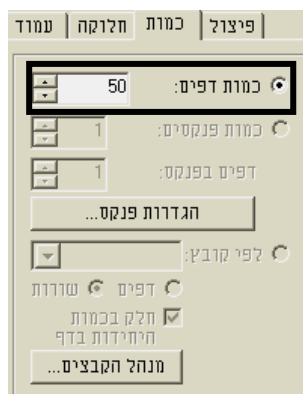 פיצול כמות חלוקה עמוד
כמות דפים: 50
כמות פנקסים: 1
דפים בפנקס: 1
הגדרות פנקס...
לפי קובץ:
דפים שורות
חלק בכמות
היחידות בדף
מנהל הקבצים...